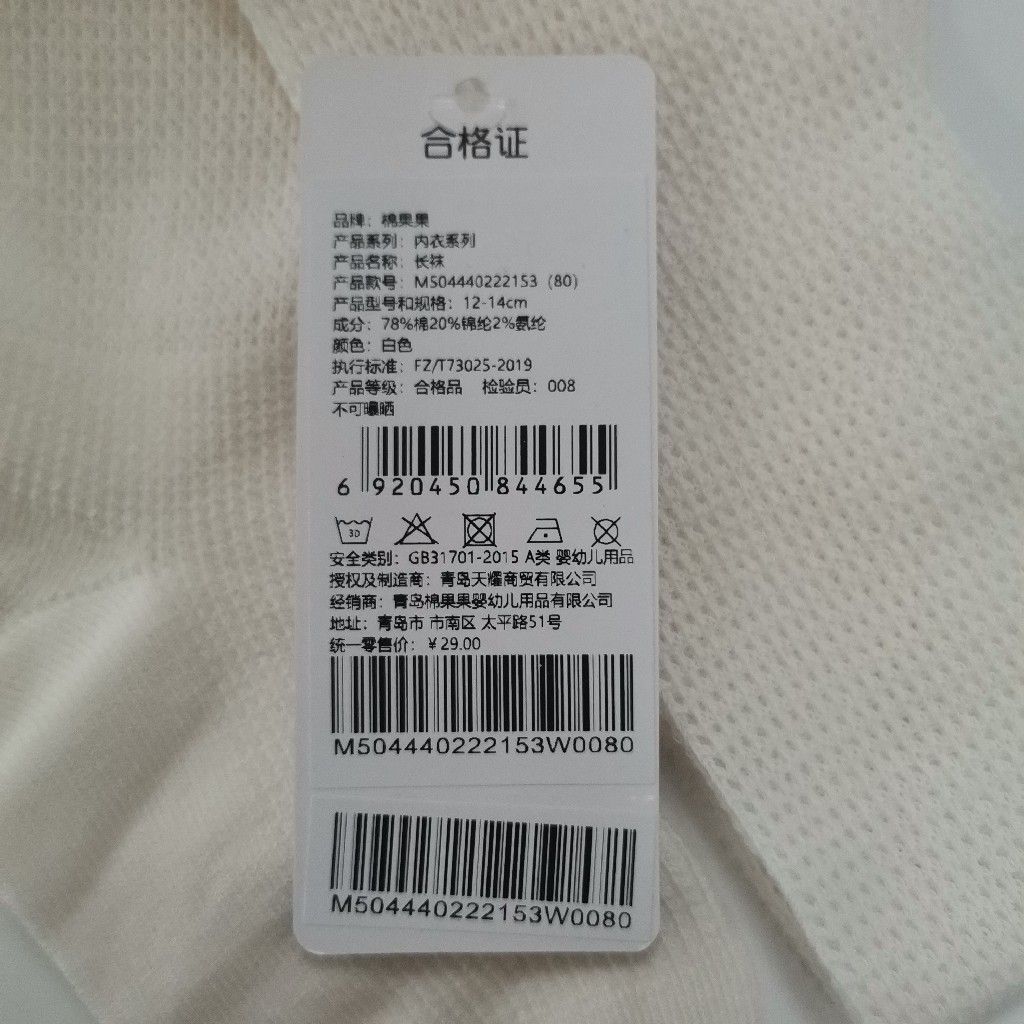 合格证
品牌：棉果果
产品系列：内衣系列
产品名称：长袜
产品款号：M504440222153（80）
产品型号和规格：12-14cm
成分：78%棉20%锦纶2%氨纶
颜色：白色
执行标准：FZ/T73025-2019
产品等级：合格品 检验员：008
不可曝晒
6 920450 844655
30
安全类别：GB31701-2015 A类 婴幼儿用品
授权及制造商：青岛天耀商贸有限公司
经销商：青岛棉果果婴幼儿用品有限公司
地址：青岛市 市南区 太平路51号
统一零售价：￥29.00
M504440222153W0080
M504440222153W0080